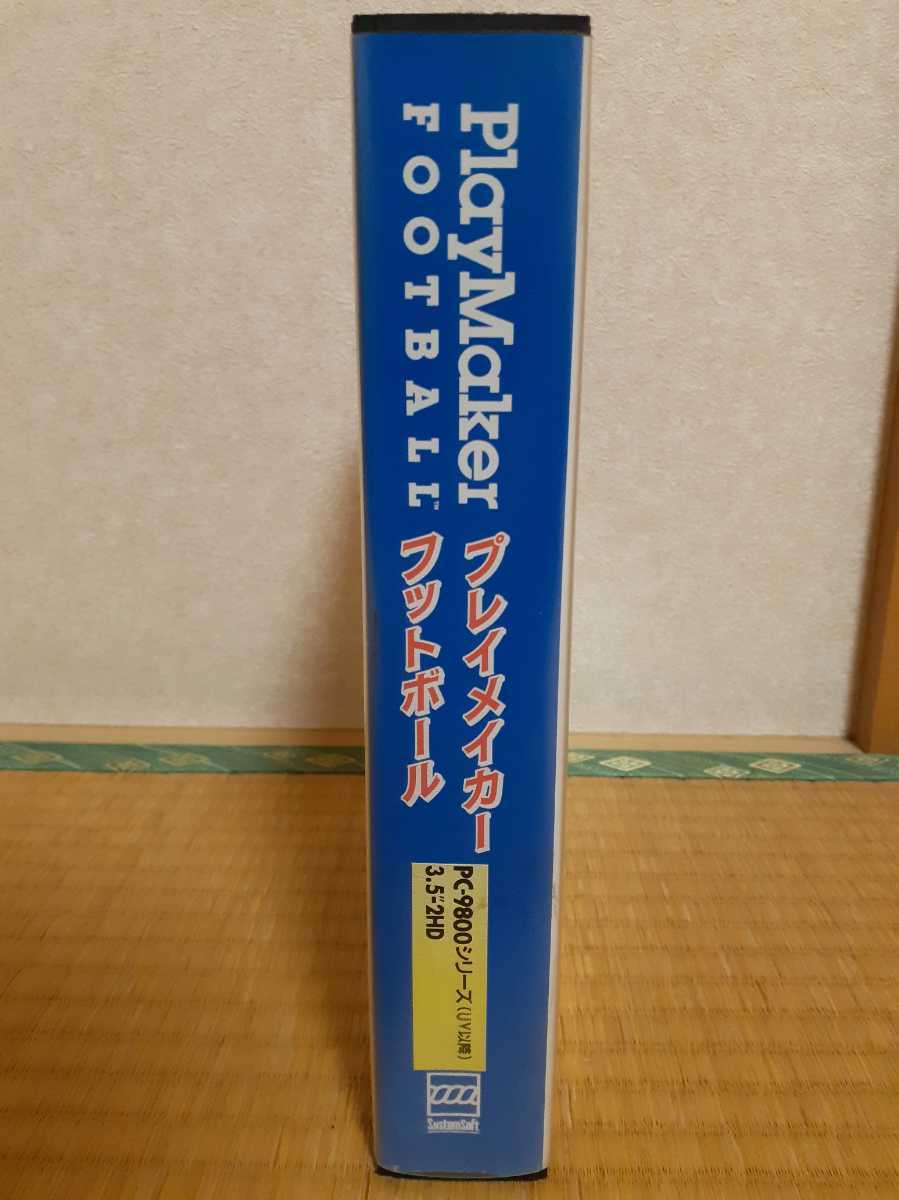 PlayMaker
FOOTBALL™
プレイメイカー
フットボール
PC-9800シリーズ(UV以降)
3.5"2HD
SystemSoft